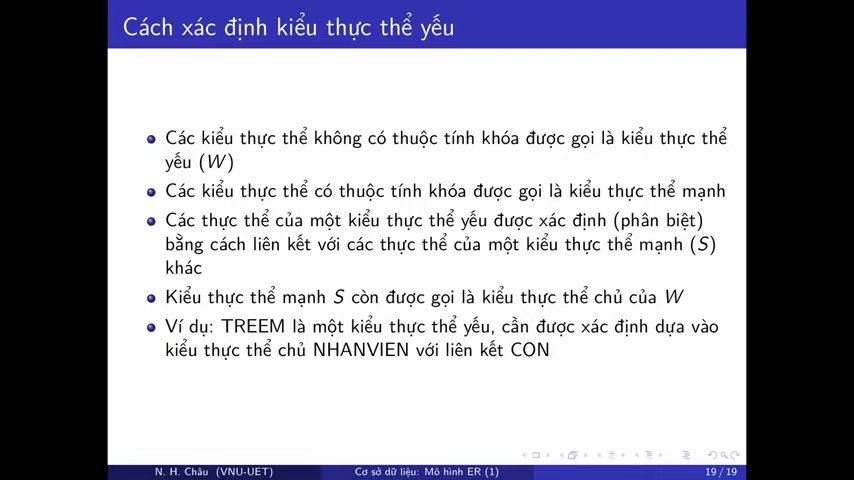 Cách xác định kiểu thực thể yếu
Các kiểu thực thể không có thuộc tính khóa được gọi là kiểu thực thể
yếu (W)
Các kiểu thực thể có thuộc tính khóa được gọi là kiểu thực thể mạnh
Các thực thể của một kiểu thực thể yếu được xác định (phân biệt)
bằng cách liên kết với các thực thể của một kiểu thực thể mạnh (S)
khác
Kiểu thực thể mạnh S còn được gọi là kiểu thực thể chủ của W
Ví dụ: TREEM là một kiểu thực thể yếu, cần được xác định dựa vào
kiểu thực thể chủ NHANVIEN với liên kết CON
N. H. Châu (VNU-UET) Cơ sở dữ liệu: Mô hình ER (1) 19 / 19